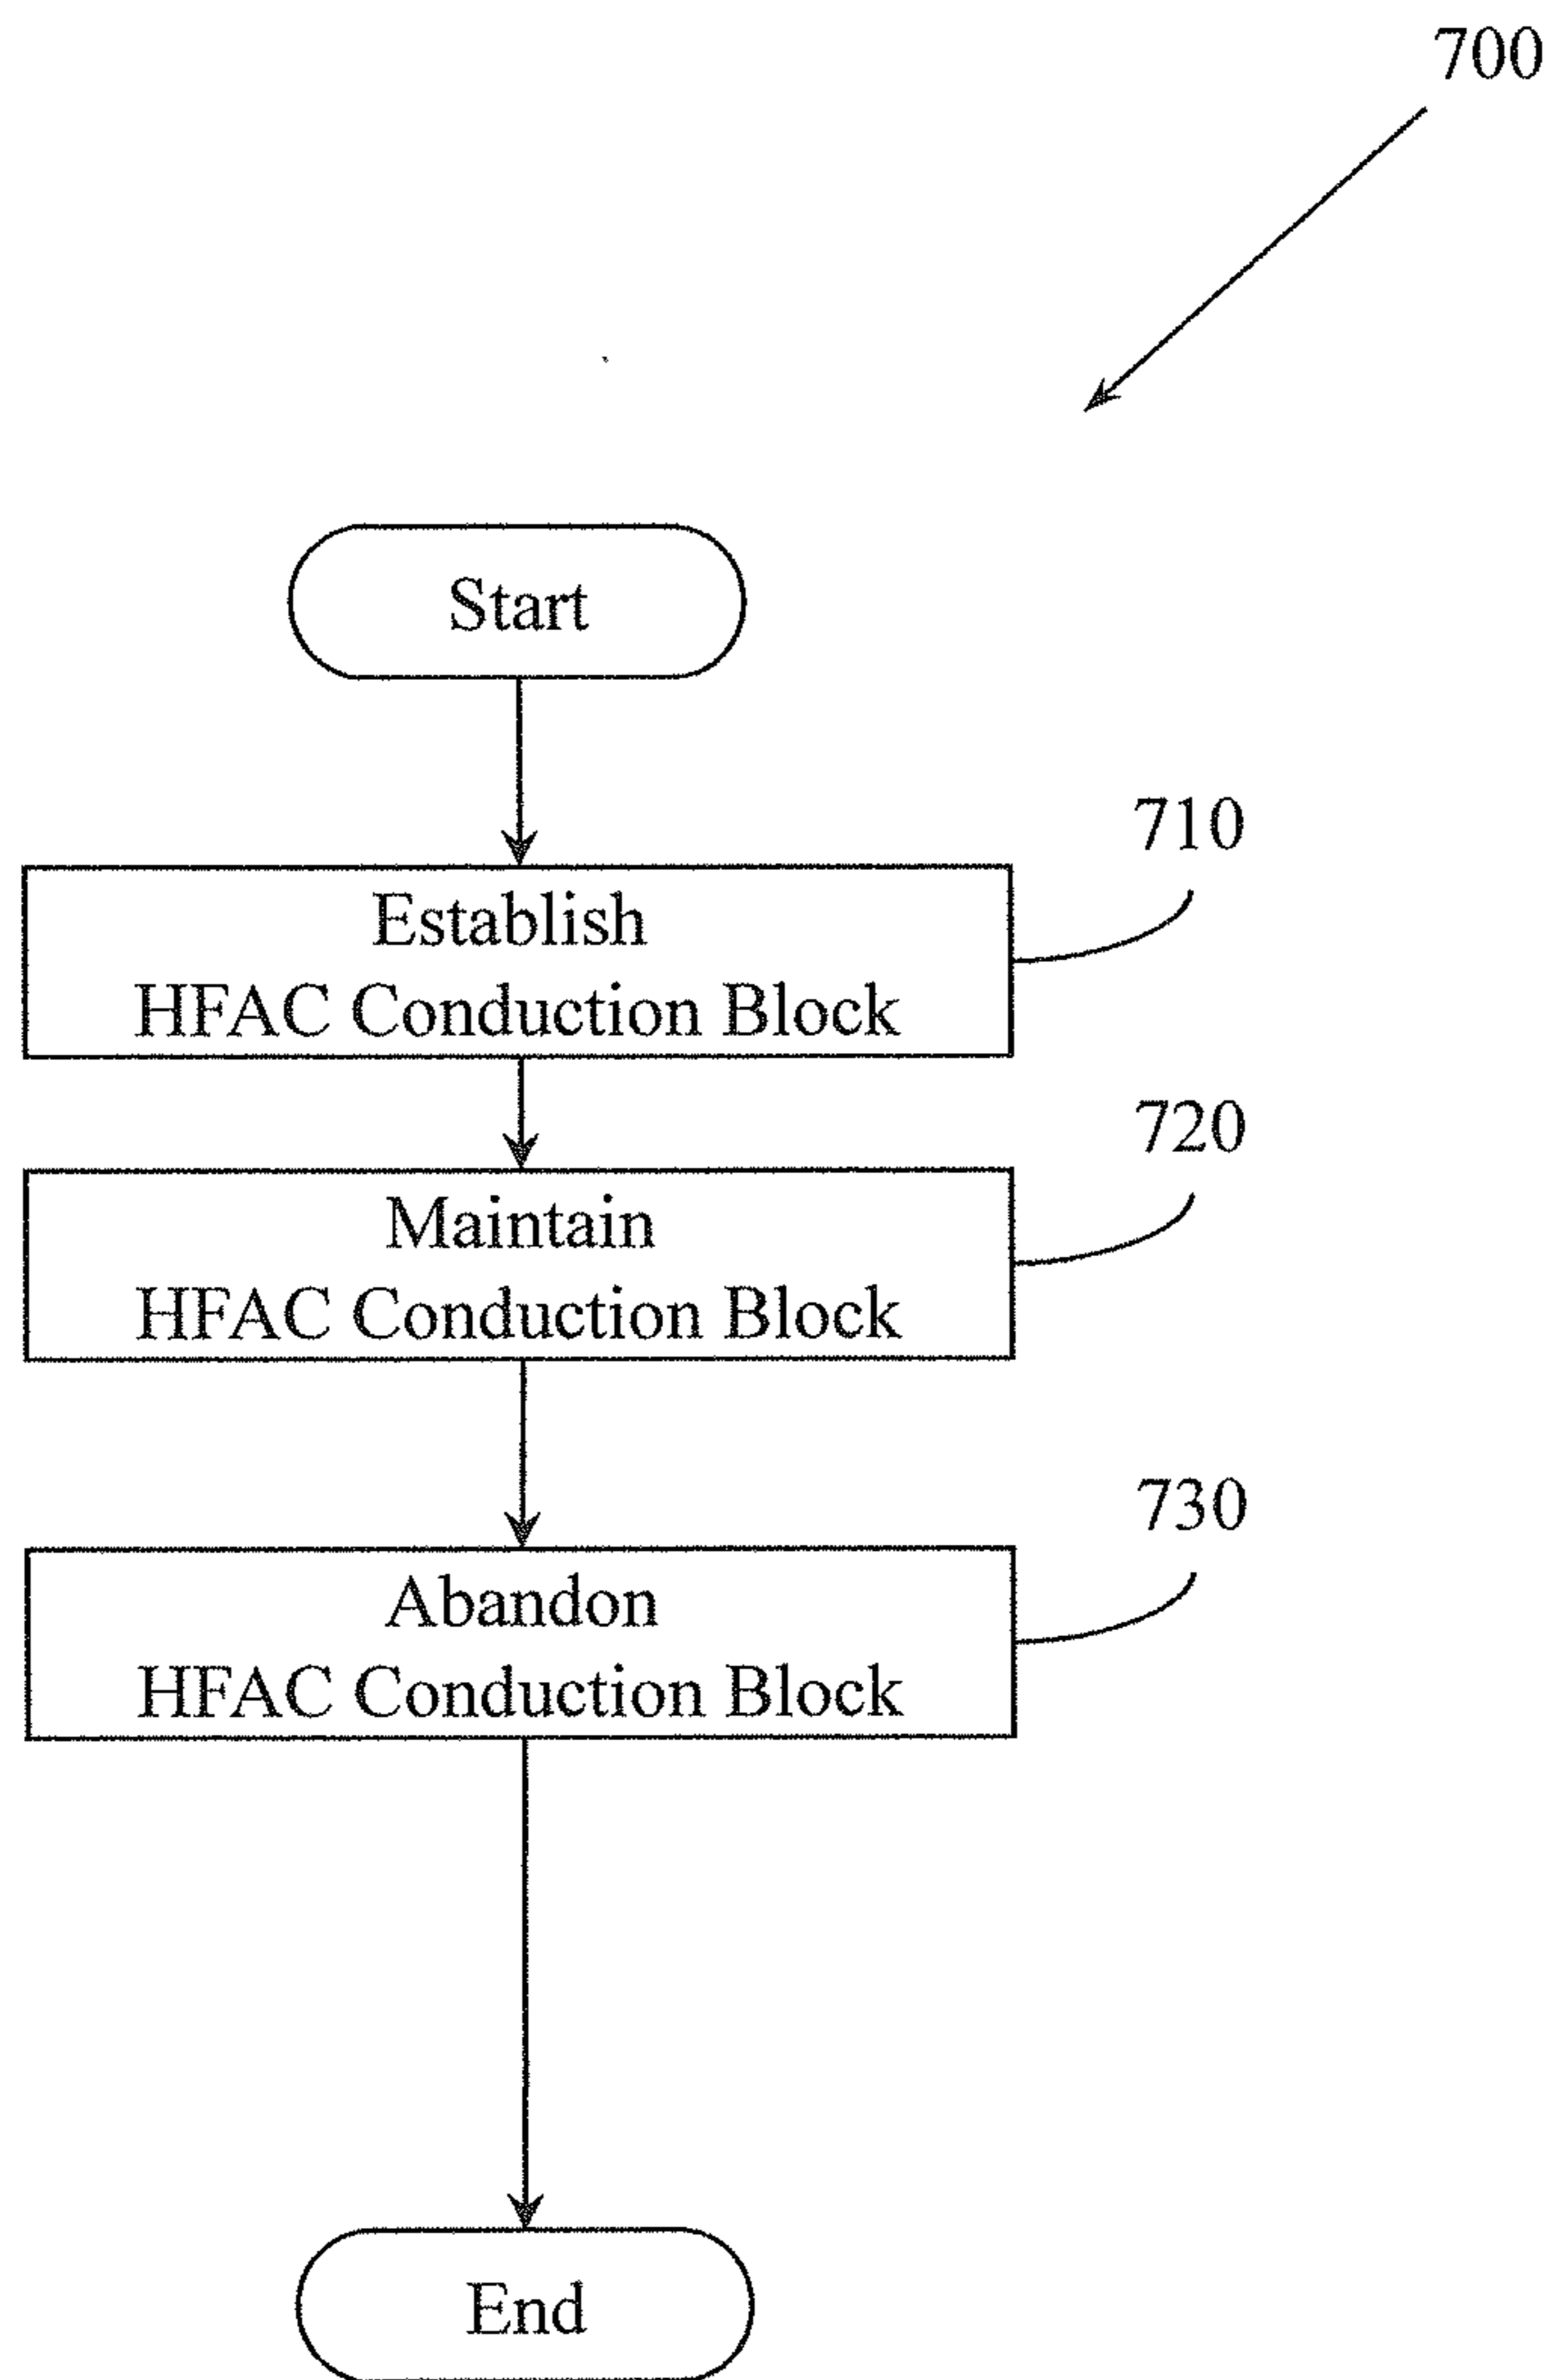 700
Start
710
Establish
HFAC Conduction Block
720
Maintain
HFAC Conduction Block
730
Abandon
HFAC Conduction Block
End